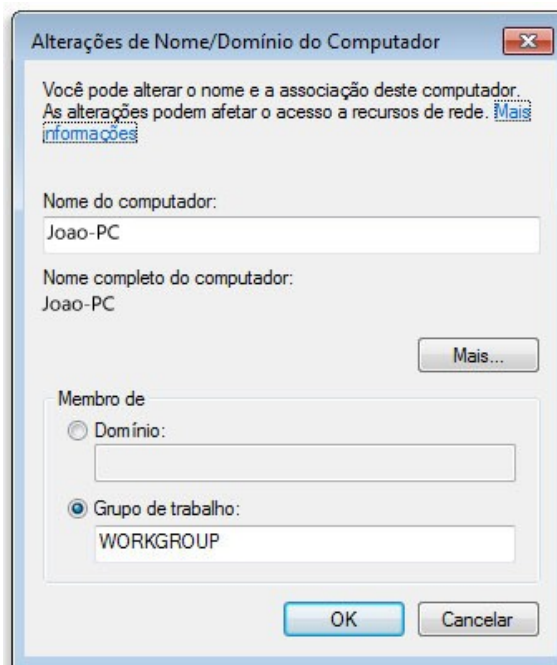 Alterações de Nome/Domínio do Computador
Você pode alterar o nome e a associação deste computador.
As alterações podem afetar o acesso a recursos de rede. Mais
informações
Nome do computador:
Joao-PC
Nome completo do computador:
Joao-PC
Mais...
Membro de
Domínio:
Grupo de trabalho:
WORKGROUP
OK
Cancelar